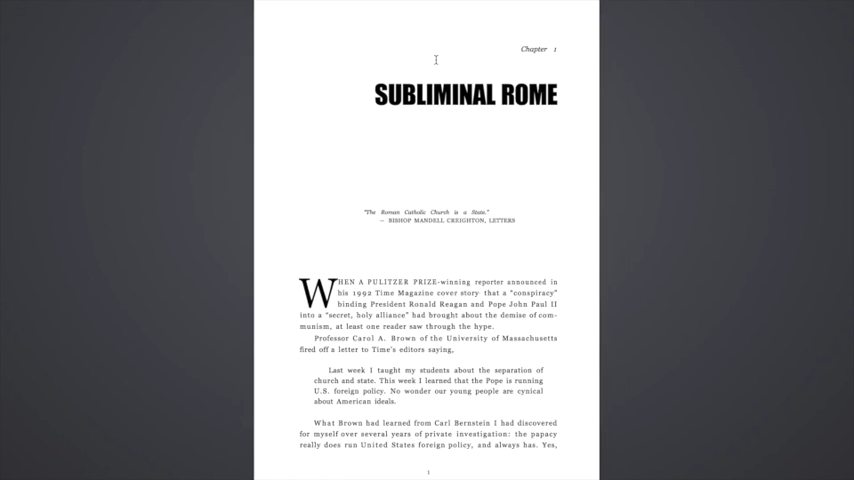 Chapter 1
SUBLIMINAL ROME
"The Roman Catholic Church is a State."
— BISHOP MANDELL CREIGHTON, LETTERS
WHEN A PULITZER PRIZE-winning reporter announced in
his 1992 Time Magazine cover story that a "conspiracy"
binding President Ronald Reagan and Pope John Paul II
into a "secret, holy alliance" had brought about the demise of com-
munism, at least one reader saw through the hype.
Professor Carol A. Brown of the University of Massachusetts
fired off a letter to Time's editors saying,
Last week I taught my students about the separation of
church and state. This week I learned that the Pope is running
U.S. foreign policy. No wonder our young people are cynical
about American ideals.
What Brown had learned from Carl Bernstein I had discovered
for myself over several years of private investigation: the papacy
really does run United States foreign policy, and always has. Yes,
1